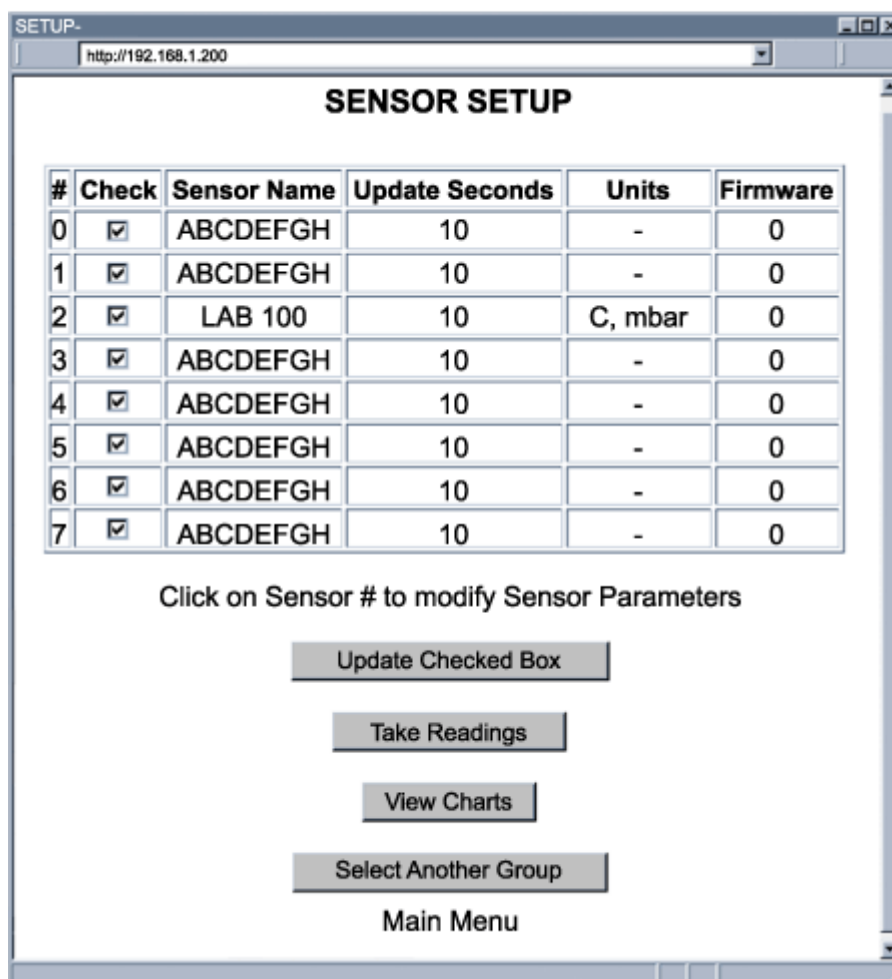 SETUP-
http://192.168.1.200
SENSOR SETUP
# Check Sensor Name Update Seconds Units Firmware
0 ABCDEFGH 10 - 0
1 ABCDEFGH 10 - 0
2 LAB 100 10 C, mbar 0
3 ABCDEFGH 10 - 0
4 ABCDEFGH 10 - 0
5 ABCDEFGH 10 - 0
6 ABCDEFGH 10 - 0
7 ABCDEFGH 10 - 0
Click on Sensor # to modify Sensor Parameters
Update Checked Box
Take Readings
View Charts
Select Another Group
Main Menu